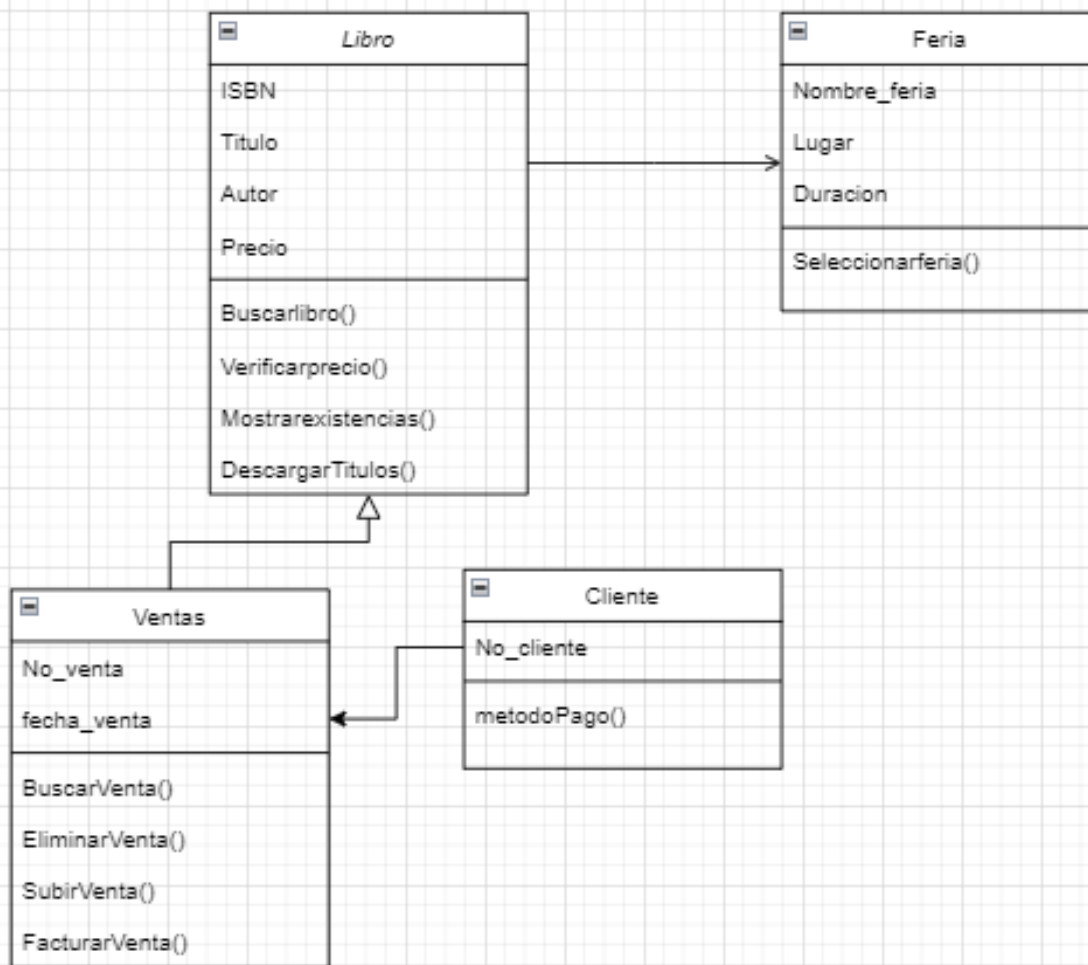 Libro
ISBN
Titulo
Autor
Precio
Buscarlibro()
Verificarprecio()
Mostrarexistencias()
DescargarTitulos()
Feria
Nombre_feria
Lugar
Duracion
Seleccionarferia()
Ventas
No_venta
fecha_venta
BuscarVenta()
EliminarVenta()
SubirVenta()
FacturarVenta()
Cliente
No_cliente
metodoPago()